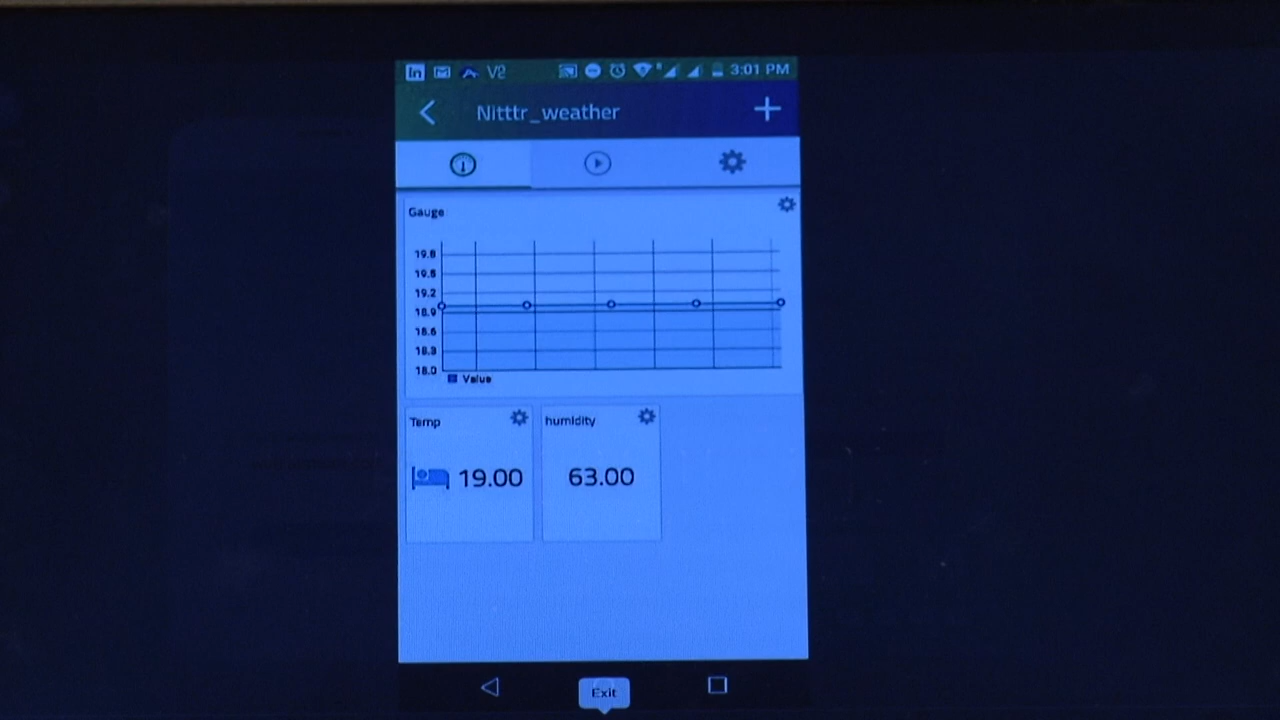 in V2 3:01 PM
Nitttr_weather
Gauge
19.8
19.5
19.2
18.9
18.6
18.3
18.0
Value
Temp
humidity
19.00
63.00
Exit